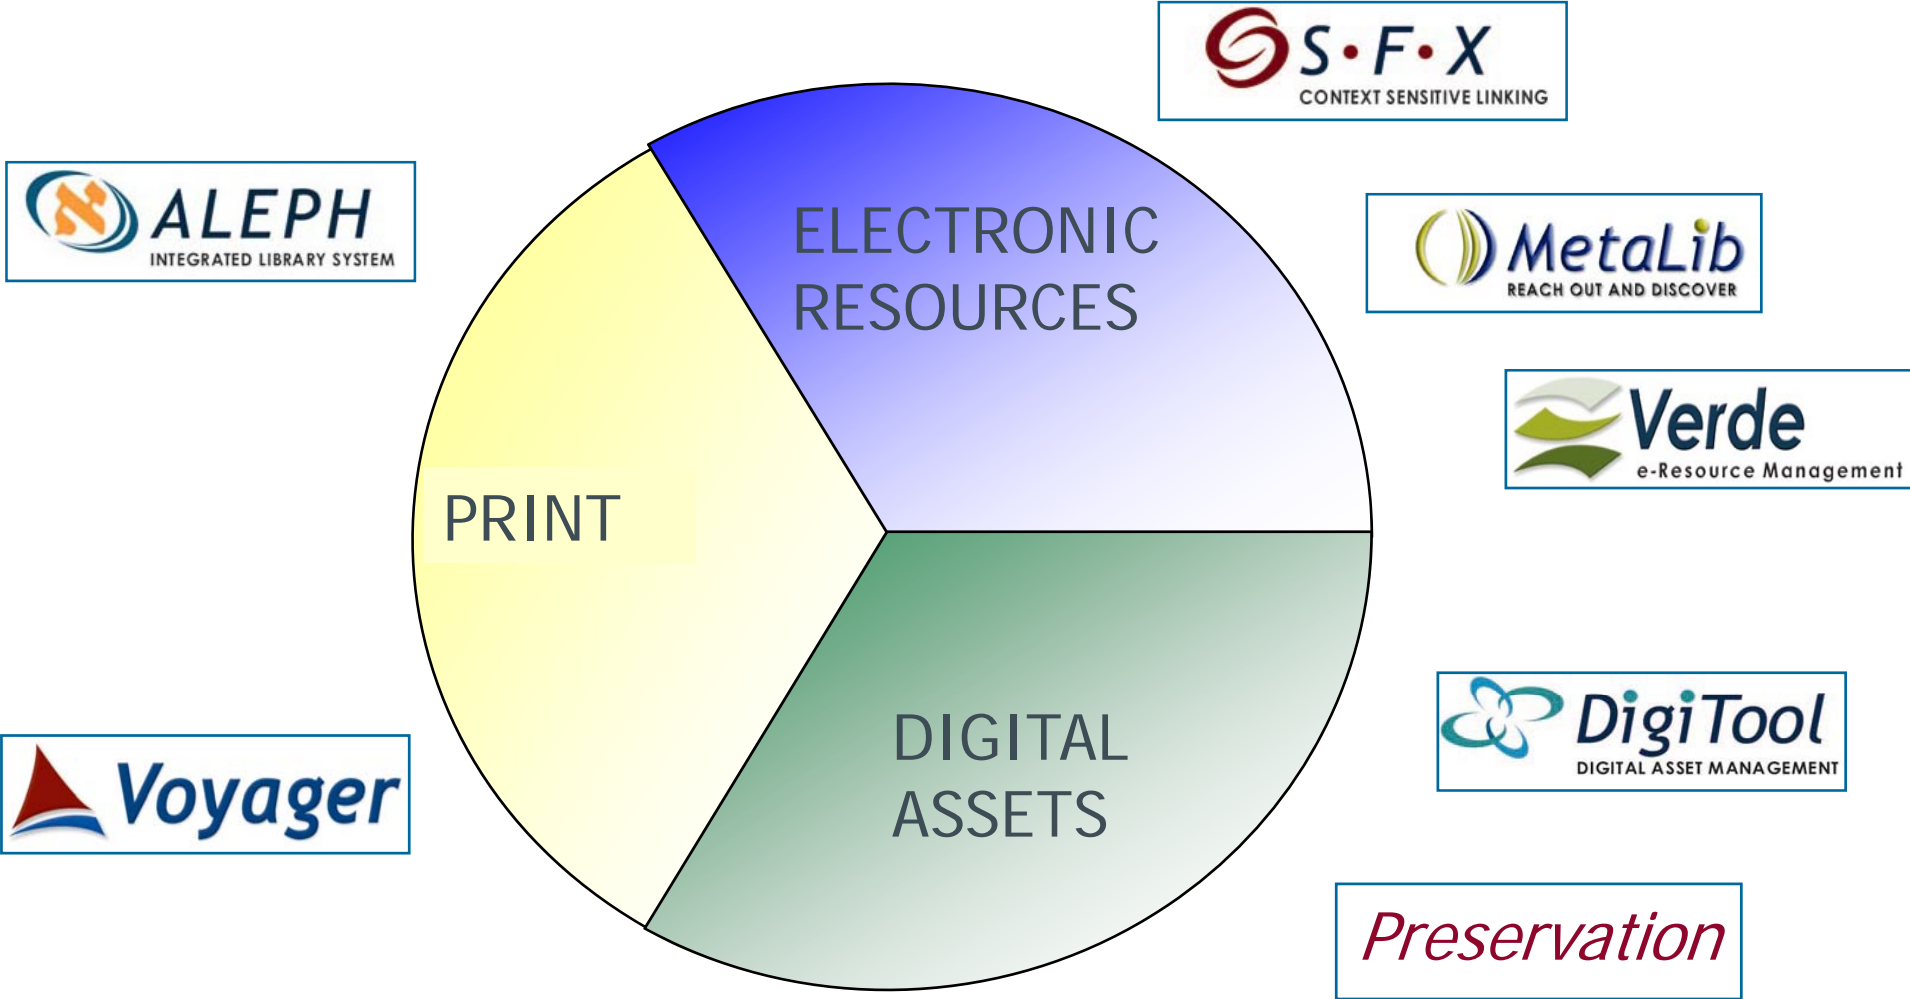 S•F•X
CONTEXT SENSITIVE LINKING
ALEPH
INTEGRATED LIBRARY SYSTEM
ELECTRONIC
RESOURCES
MetaLib
REACH OUT AND DISCOVER
Verde
e-Resource Management
PRINT
DigiTool
DIGITAL ASSET MANAGEMENT
DIGITAL
ASSETS
Voyager
Preservation